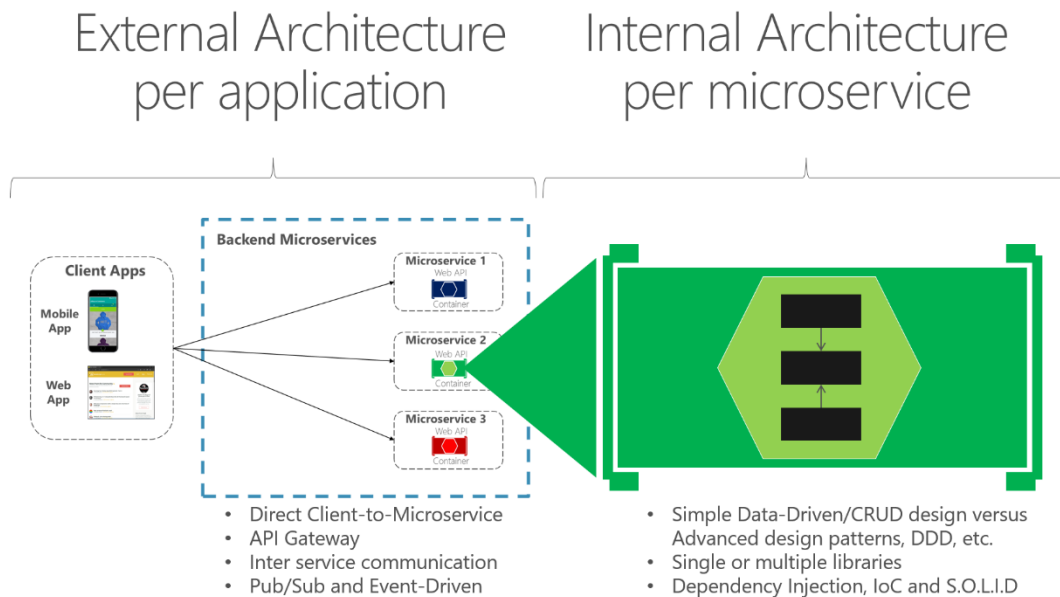 External Architecture
per application
Internal Architecture
per microservice
Client Apps
Mobile
App
Web
App
Backend Microservices
Microservice 1
Web API
Container
Microservice 2
Web API
Container
Microservice 3
Web API
Container
• Direct Client-to-Microservice
• API Gateway
• Inter service communication
• Pub/Sub and Event-Driven
• Simple Data-Driven/CRUD design versus
Advanced design patterns, DDD, etc.
• Single or multiple libraries
• Dependency Injection, IoC and S.O.L.I.D